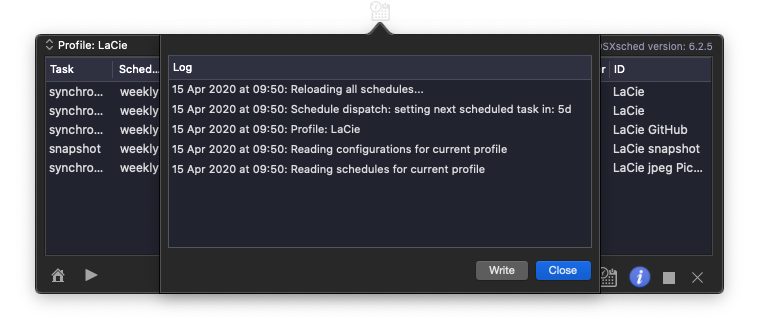 Profile: LaCie
OSXsched version: 6.2.5
Task Sched... r ID
synchro... weekly LaCie
synchro... weekly LaCie
synchro... weekly LaCie GitHub
snapshot weekly LaCie snapshot
synchro... weekly LaCie jpeg Pic...
Log
15 Apr 2020 at 09:50: Reloading all schedules...
15 Apr 2020 at 09:50: Schedule dispatch: setting next scheduled task in: 5d
15 Apr 2020 at 09:50: Profile: LaCie
15 Apr 2020 at 09:50: Reading configurations for current profile
15 Apr 2020 at 09:50: Reading schedules for current profile
Write Close